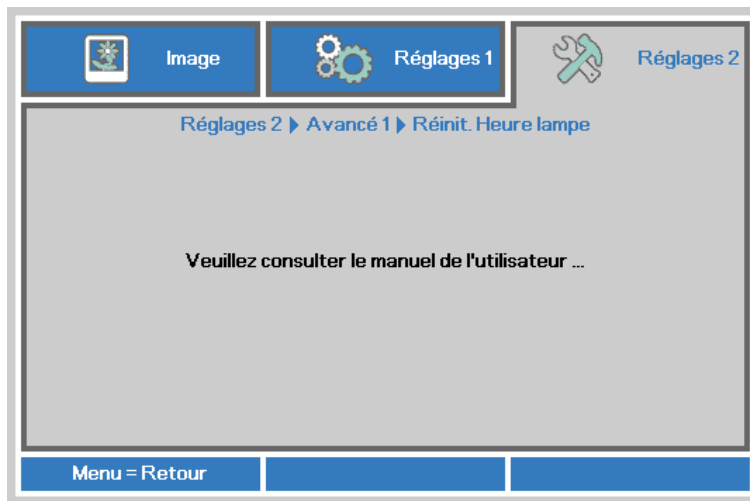 Image
Réglages 1
Réglages 2
Réglages 2 ▶ Avancé 1 ▶ Réinit. Heure lampe
Veuillez consulter le manuel de l'utilisateur ...
Menu = Retour